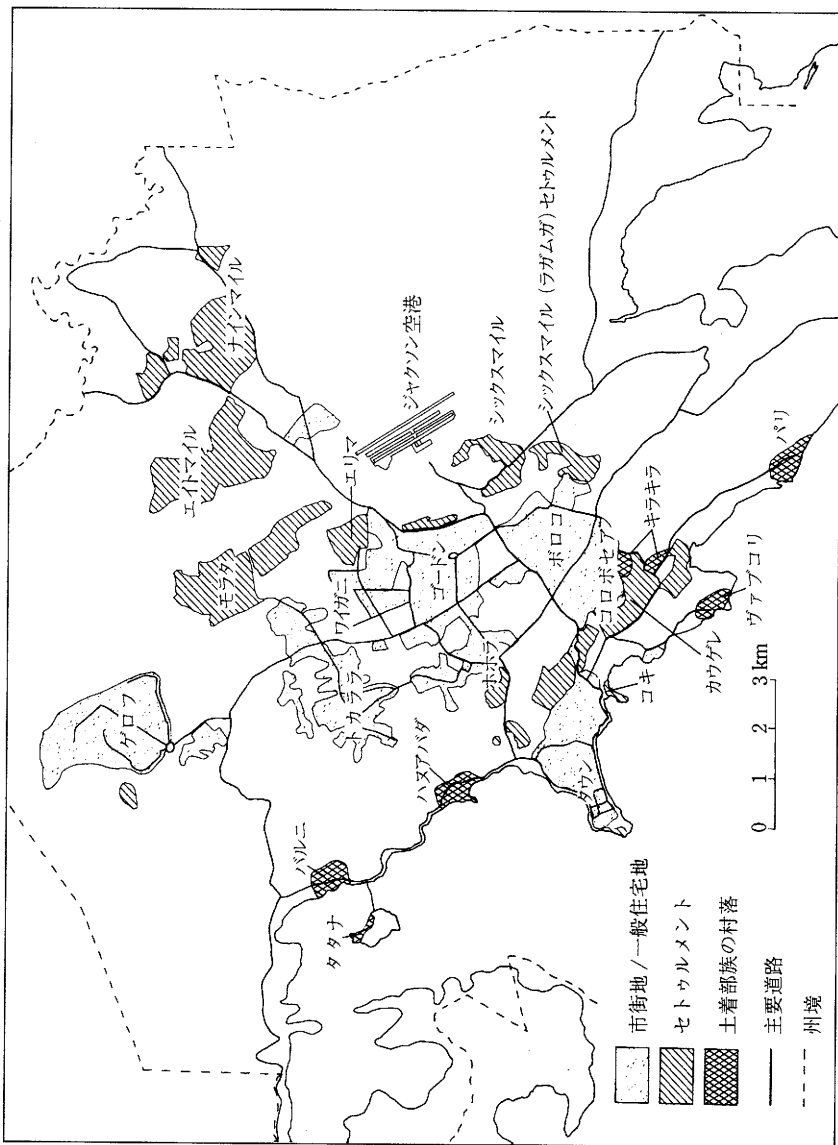 ゲロフ
モラタ
エイトマイル
ナインマイル
エリマ
ワイガニ
トカララ
ゴードン
ジャクソン空港
ホホラ
シックスマイル
シックスマイル(ラガムガ)セトゥルメント
ボロコ
コロボセア
キラキラ
パリ
ヴァブコリ
カウゲレ
コキ
タウン
ハヌアバダ
バルニ
タタナ
0 1 2 3 km
市街地/一般住宅地
セトゥルメント
土着部族の村落
主要道路
州境